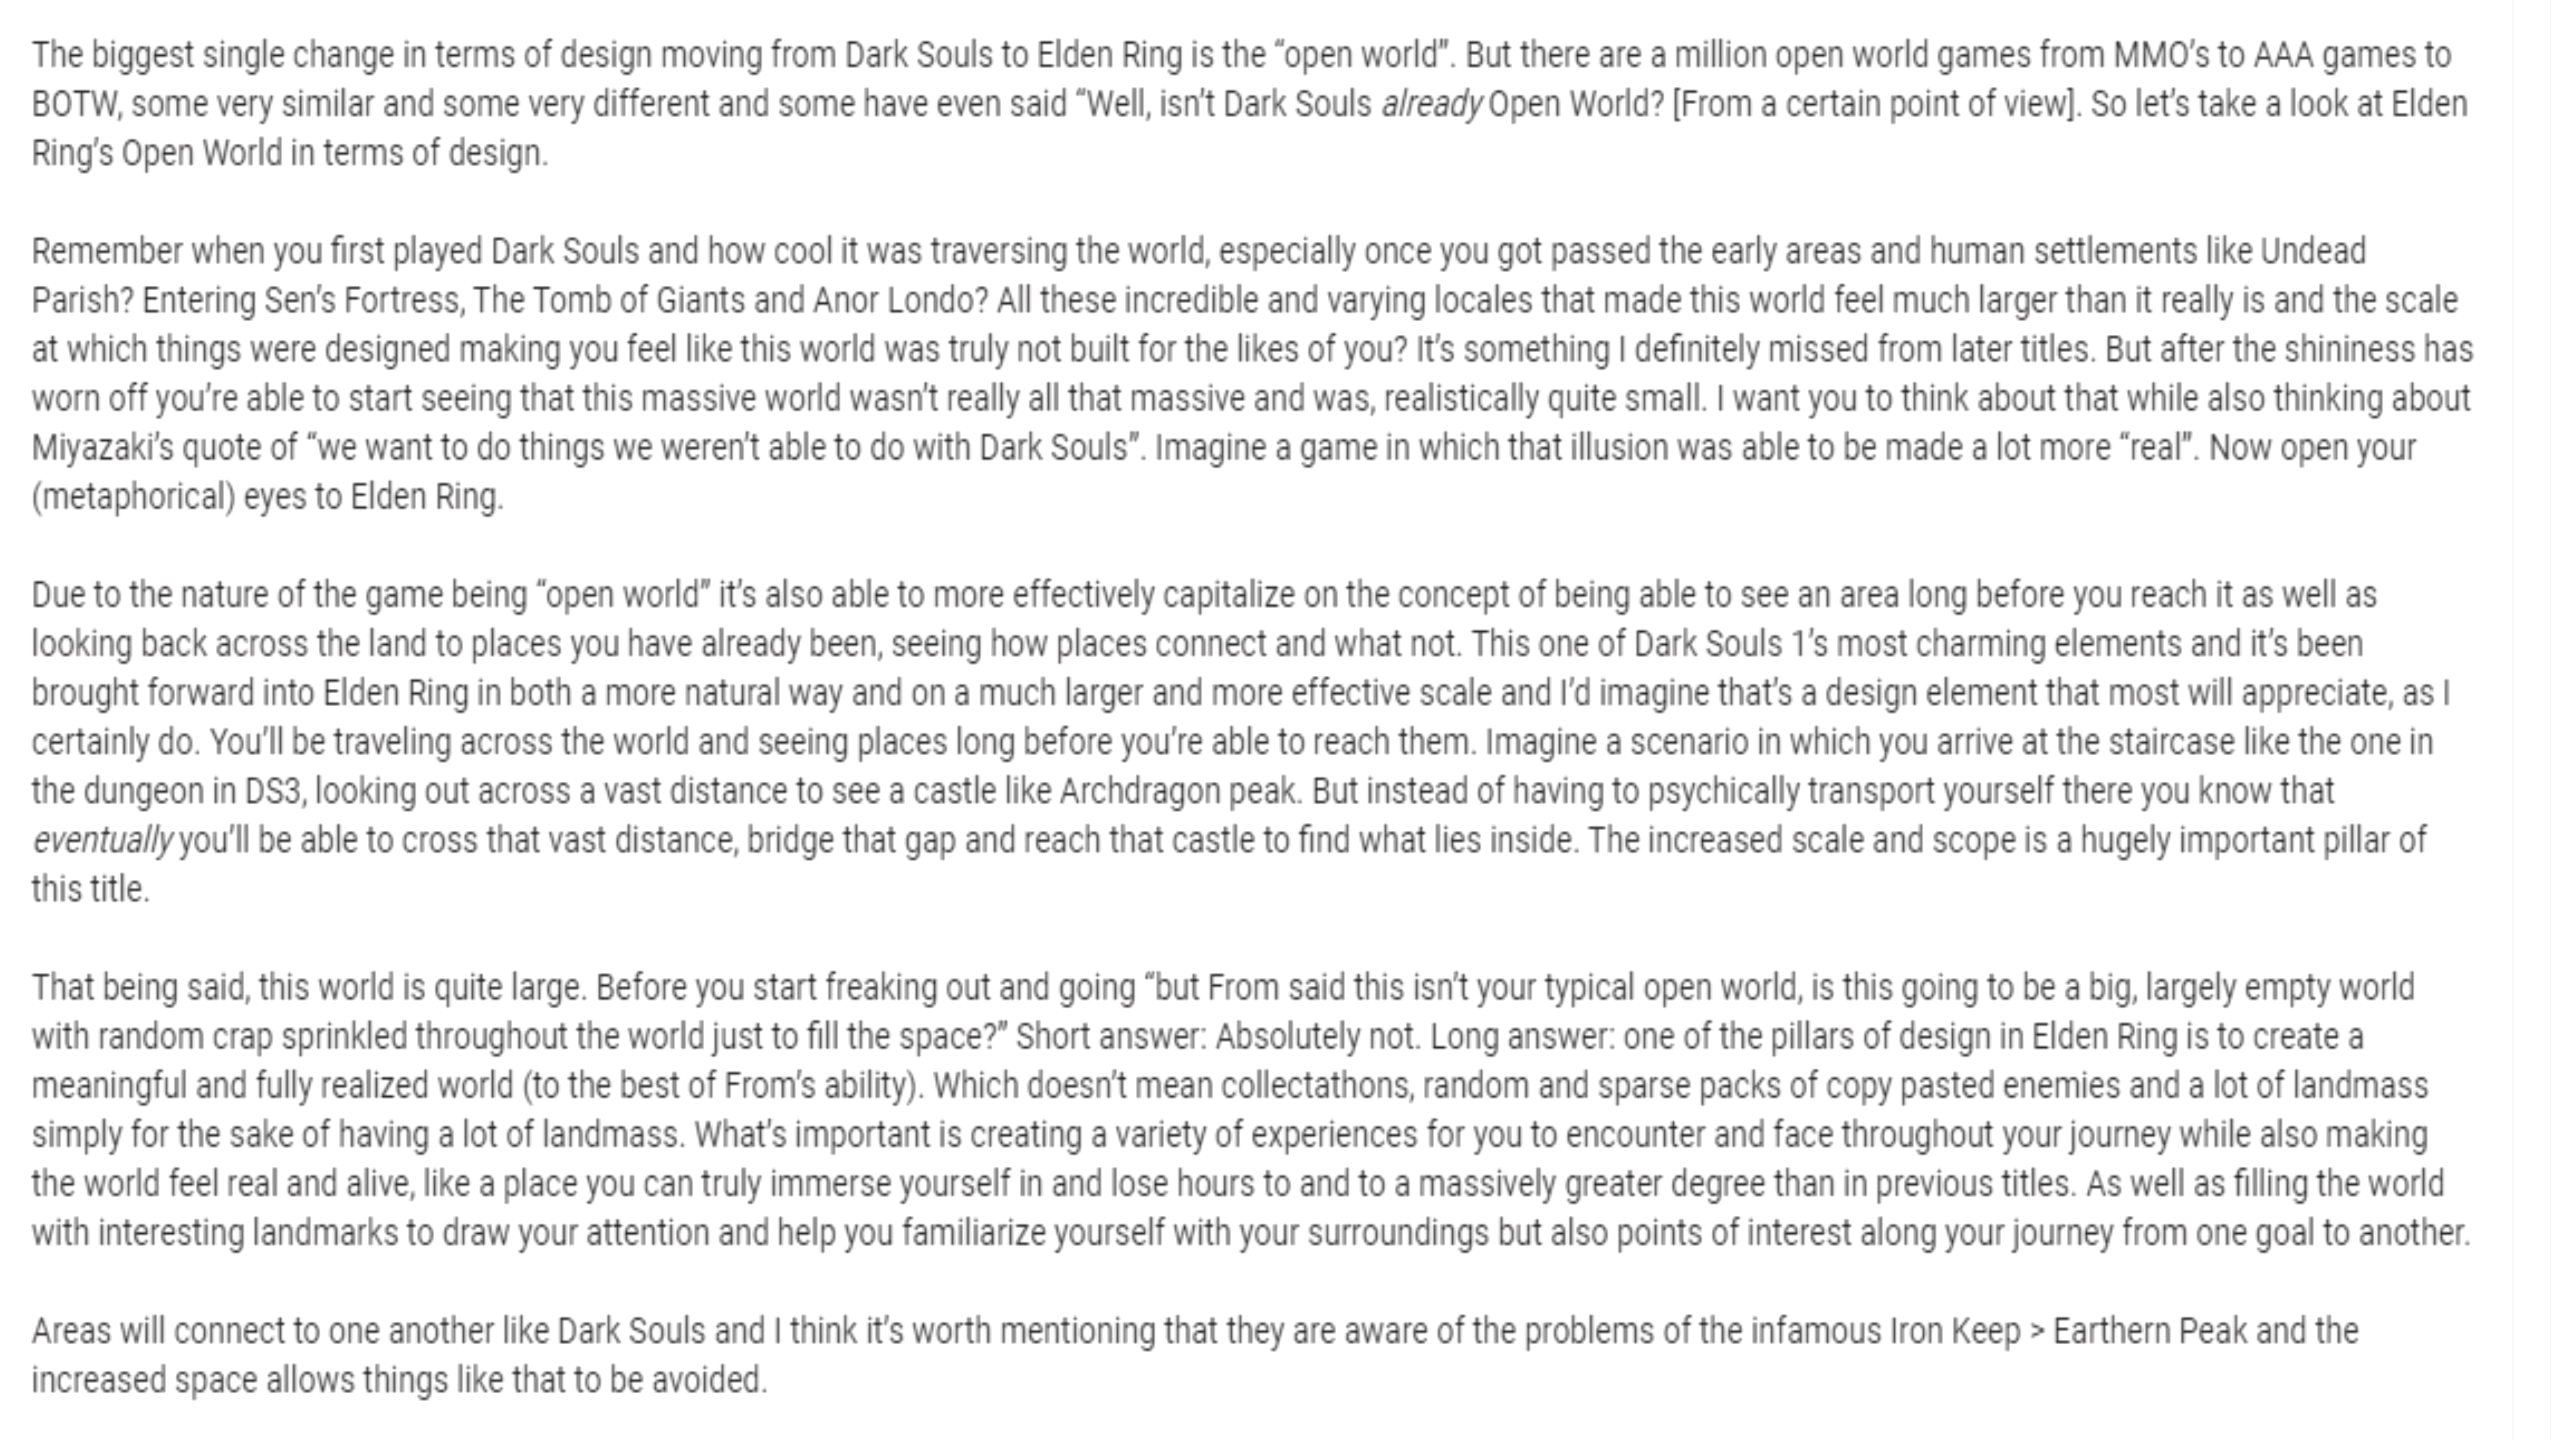 The biggest single change in terms of design moving from Dark Souls to Elden Ring is the “open world”. But there are a million open world games from MMO’s to AAA games to
BOTW, some very similar and some very different and some have even said “Well, isn’t Dark Souls already Open World? [From a certain point of view]. So let’s take a look at Elden
Ring’s Open World in terms of design.
Remember when you first played Dark Souls and how cool it was traversing the world, especially once you got passed the early areas and human settlements like Undead
Parish? Entering Sen’s Fortress, The Tomb of Giants and Anor Londo? All these incredible and varying locales that made this world feel much larger than it really is and the scale
at which things were designed making you feel like this world was truly not built for the likes of you? It’s something I definitely missed from later titles. But after the shininess has
worn off you’re able to start seeing that this massive world wasn’t really all that massive and was, realistically quite small. I want you to think about that while also thinking about
Miyazaki’s quote of “we want to do things we weren’t able to do with Dark Souls”. Imagine a game in which that illusion was able to be made a lot more “real”. Now open your
(metaphorical) eyes to Elden Ring.
Due to the nature of the game being “open world” it’s also able to more effectively capitalize on the concept of being able to see an area long before you reach it as well as
looking back across the land to places you have already been, seeing how places connect and what not. This one of Dark Souls 1’s most charming elements and it’s been
brought forward into Elden Ring in both a more natural way and on a much larger and more effective scale and I’d imagine that’s a design element that most will appreciate, as I
certainly do. You’ll be traveling across the world and seeing places long before you’re able to reach them. Imagine a scenario in which you arrive at the staircase like the one in
the dungeon in DS3, looking out across a vast distance to see a castle like Archdragon peak. But instead of having to psychically transport yourself there you know that
eventually you’ll be able to cross that vast distance, bridge that gap and reach that castle to find what lies inside. The increased scale and scope is a hugely important pillar of
this title.
That being said, this world is quite large. Before you start freaking out and going “but From said this isn’t your typical open world, is this going to be a big, largely empty world
with random crap sprinkled throughout the world just to fill the space?” Short answer: Absolutely not. Long answer: one of the pillars of design in Elden Ring is to create a
meaningful and fully realized world (to the best of From’s ability). Which doesn’t mean collectathons, random and sparse packs of copy pasted enemies and a lot of landmass
simply for the sake of having a lot of landmass. What’s important is creating a variety of experiences for you to encounter and face throughout your journey while also making
the world feel real and alive, like a place you can truly immerse yourself in and lose hours to and to a massively greater degree than in previous titles. As well as filling the world
with interesting landmarks to draw your attention and help you familiarize yourself with your surroundings but also points of interest along your journey from one goal to another.
Areas will connect to one another like Dark Souls and I think it’s worth mentioning that they are aware of the problems of the infamous Iron Keep > Earthern Peak and the
increased space allows things like that to be avoided.